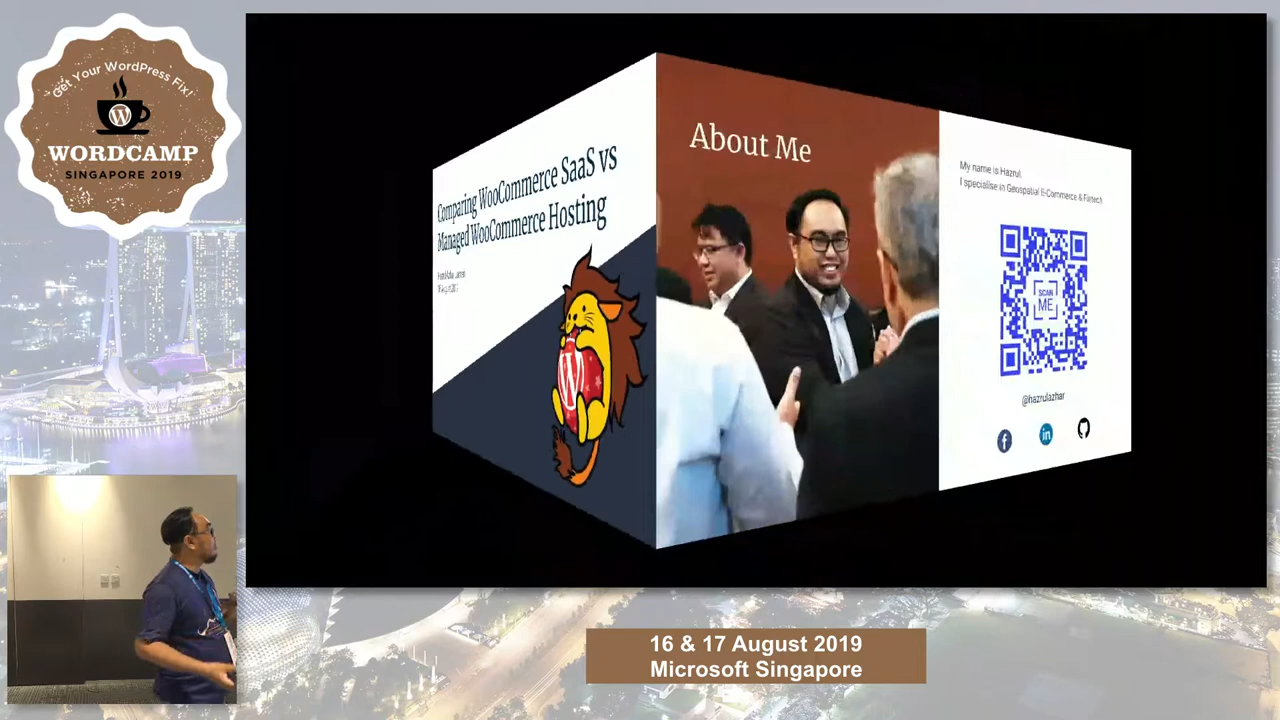 Get Your WordPress Fix!
WORDCAMP
SINGAPORE 2019
Comparing WooCommerce SaaS vs
Managed WooCommerce Hosting
About Me
My name is Hazrul.
I specialise in Geospatial E-Commerce & Fintech
SCAN
ME
@hazrulazhar
16 & 17 August 2019
Microsoft Singapore